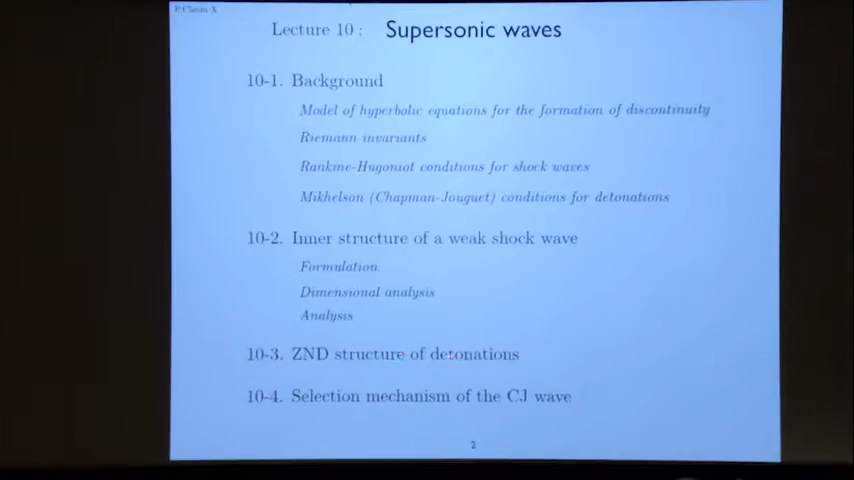 P.Clavin X
Lecture 10 : Supersonic waves
10-1. Background
Model of hyperbolic equations for the formation of discontinuity
Riemann invariants
Rankine-Hugoniot conditions for shock waves
Mikhelson (Chapman-Jouguet) conditions for detonations
10-2. Inner structure of a weak shock wave
Formulation
Dimensional analysis
Analysis
10-3. ZND structure of detonations
10-4. Selection mechanism of the CJ wave
2